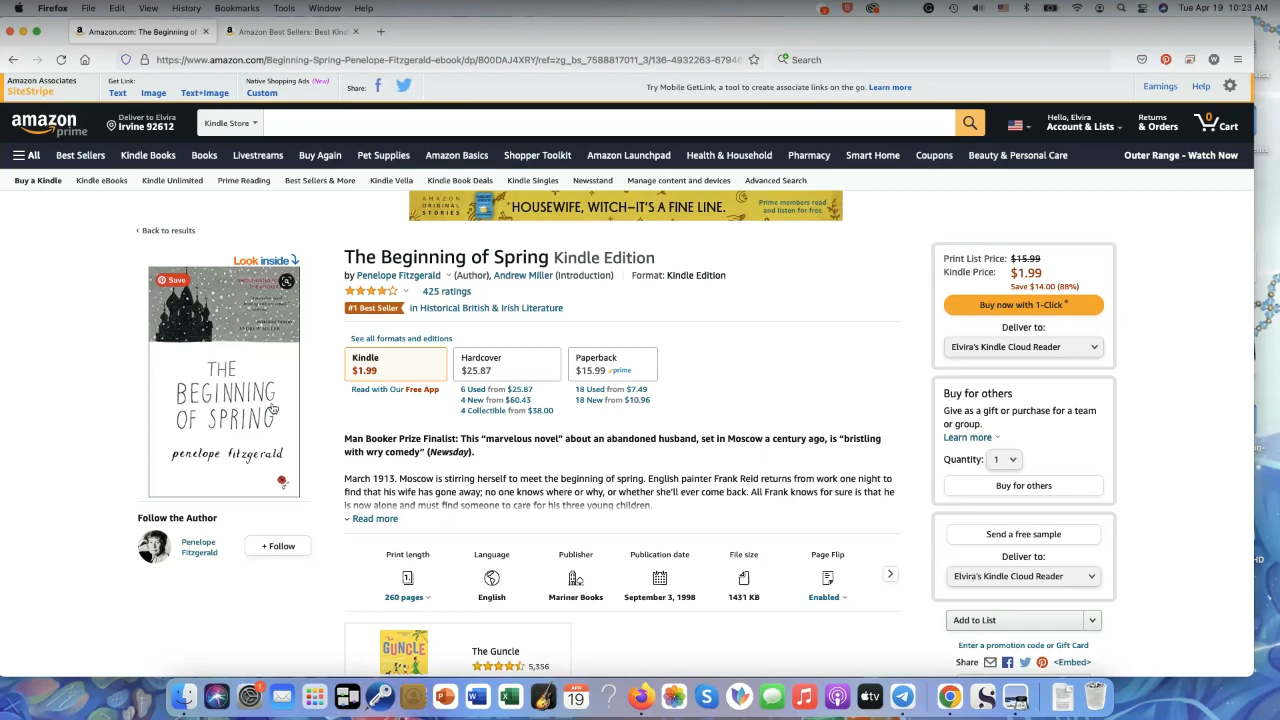 Firefox File Edit View History Bookmarks Tools Window Help
Tue Apr 19 10:23 AM
Amazon.com: The Beginning of
Amazon Best Sellers: Best Kind
https://www.amazon.com/Beginning-Spring-Penelope-Fitzgerald-ebook/dp/B00DAJ4XRY/ref=zg_bs_7588817011_3/136-4932263-67946
Search
Amazon Associates
SiteStripe
Get Link:
Text Image Text+Image
Native Shopping Ads (New)
Custom
Share:
Try Mobile GetLink, a tool to create associate links on the go. Learn more
Earnings Help
amazon prime
Deliver to Elvira
Irvine 92612
Kindle Store
Hello, Elvira
Account & Lists
Returns
& Orders
0
Cart
All Best Sellers Kindle Books Books Livestreams Buy Again Pet Supplies Amazon Basics Shopper Toolkit Amazon Launchpad Health & Household Pharmacy Smart Home Coupons Beauty & Personal Care Outer Range - Watch Now
Buy a Kindle Kindle eBooks Kindle Unlimited Prime Reading Best Sellers & More Kindle Vella Kindle Book Deals Kindle Singles Newsstand Manage content and devices Advanced Search
AMAZON
ORIGINAL
STORIES
HOUSEWIFE, WITCH—IT'S A FINE LINE.
Prime members read
and listen for free
‹ Back to results
Look inside
Save
THE
BEGINNING
OF SPRING
penelope fitzgerald
Follow the Author
Penelope
Fitzgerald
+ Follow
The Beginning of Spring Kindle Edition
by Penelope Fitzgerald (Author), Andrew Miller (Introduction) Format: Kindle Edition
425 ratings
#1 Best Seller in Historical British & Irish Literature
See all formats and editions
Kindle
$1.99
Hardcover
$25.87
Paperback
$15.99 prime
Read with Our Free App
6 Used from $25.87
4 New from $60.43
4 Collectible from $38.00
18 Used from $7.49
18 New from $10.96
Man Booker Prize Finalist: This “marvelous novel” about an abandoned husband, set in Moscow a century ago, is “bristling
with wry comedy” (Newsday).
March 1913. Moscow is stirring herself to meet the beginning of spring. English painter Frank Reid returns from work one night to
find that his wife has gone away; no one knows where or why, or whether she’ll ever come back. All Frank knows for sure is that he
is now alone and must find someone to care for his three young children.
Read more
Print length
260 pages
Language
English
Publisher
Mariner Books
Publication date
September 3, 1998
File size
1431 KB
Page Flip
Enabled
THE
GUNCLE
The Guncle
5,356
Print List Price: $15.99
Kindle Price: $1.99
Save $14.00 (88%)
Buy now with 1-Click ®
Deliver to:
Elvira's Kindle Cloud Reader
Buy for others
Give as a gift or purchase for a team
or group.
Learn more
Quantity: 1
Buy for others
Send a free sample
Deliver to:
Elvira's Kindle Cloud Reader
Add to List
Enter a promotion code or Gift Card
Share <Embed>
APR
19
tv